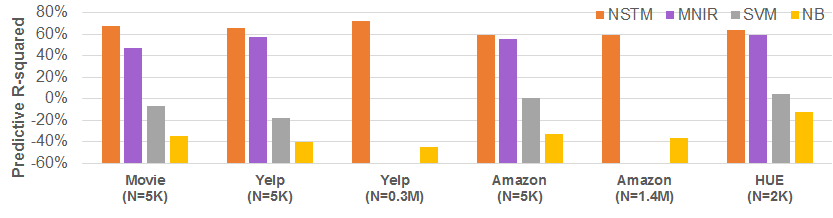 Predictive R-squared
80%
60%
40%
20%
0%
-20%
-40%
-60%
NSTM MNIR SVM NB
Movie
(N=5K)
Yelp
(N=5K)
Yelp
(N=0.3M)
Amazon
(N=5K)
Amazon
(N=1.4M)
HUE
(N=2K)